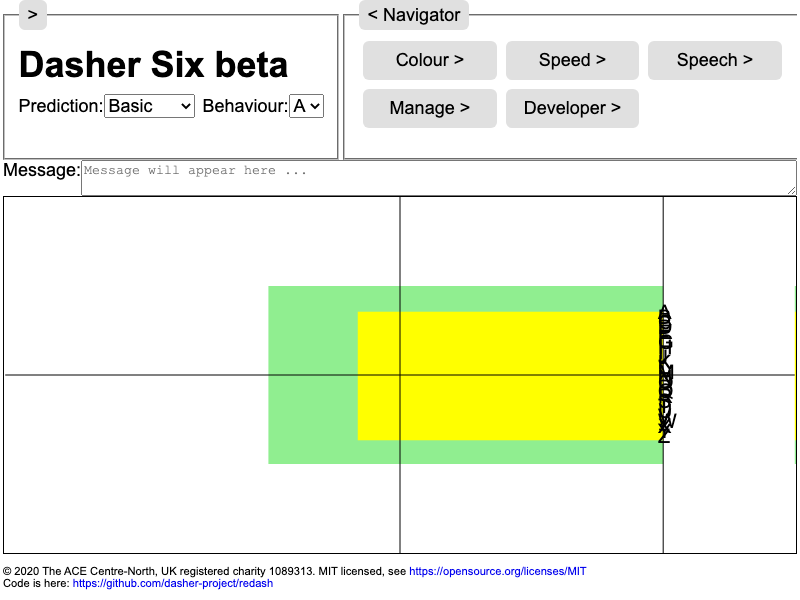 >
< Navigator
Dasher Six beta
Prediction: Basic Behaviour: A
Colour >
Speed >
Speech >
Manage >
Developer >
Message: Message will appear here ...
A
Z
© 2020 The ACE Centre-North, UK registered charity 1089313. MIT licensed, see https://opensource.org/licenses/MIT
Code is here: https://github.com/dasher-project/redash